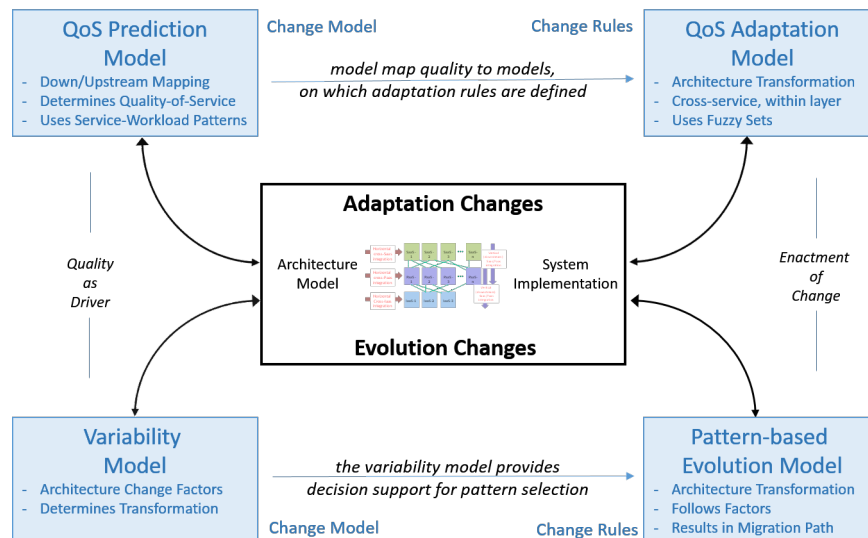 QoS Prediction
Model
- Down/Upstream Mapping
- Determines Quality-of-Service
- Uses Service-Workload Patterns
Change Model
Change Rules
model map quality to models,
on which adaptation rules are defined
QoS Adaptation
Model
- Architecture Transformation
- Cross-service, within layer
- Uses Fuzzy Sets
Quality
as
Driver
Adaptation Changes
Architecture
Model
System
Implementation
Evolution Changes
Enactment
of
Change
Variability
Model
- Architecture Change Factors
- Determines Transformation
the variability model provides
decision support for pattern selection
Change Model
Change Rules
Pattern-based
Evolution Model
- Architecture Transformation
- Follows Factors
- Results in Migration Path